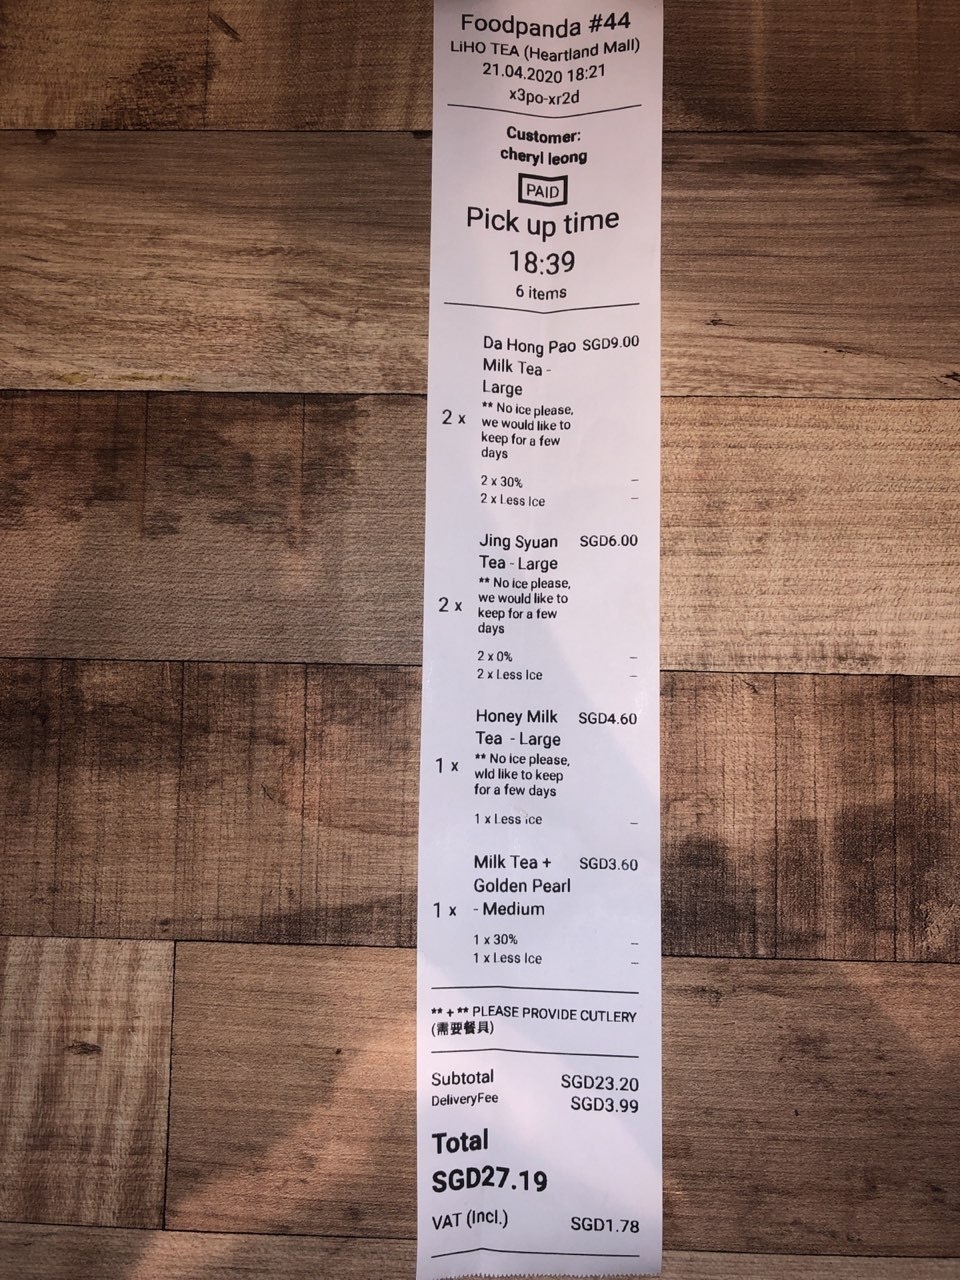 Foodpanda #44
LiHO TEA (Heartland Mall)
21.04.2020 18:21
x3po-xr2d
Customer:
cheryl leong
PAID
Pick up time
18:39
6 items
Da Hong Pao SGD9.00
Milk Tea -
Large
** No ice please,
2 x we would like to
keep for a few
days
2 x 30% –
2 x Less Ice –
Jing Syuan SGD6.00
Tea - Large
** No ice please,
we would like to
2 x keep for a few
days
2 x 0% –
2 x Less Ice –
Honey Milk SGD4.60
Tea - Large
** No ice please,
1 x wld like to keep
for a few days
1 x Less ice –
Milk Tea + SGD3.60
Golden Pearl
1 x - Medium
1 x 30% –
1 x Less Ice –
** + ** PLEASE PROVIDE CUTLERY
(需要餐具)
Subtotal SGD23.20
DeliveryFee SGD3.99
Total
SGD27.19
VAT (Incl.) SGD1.78